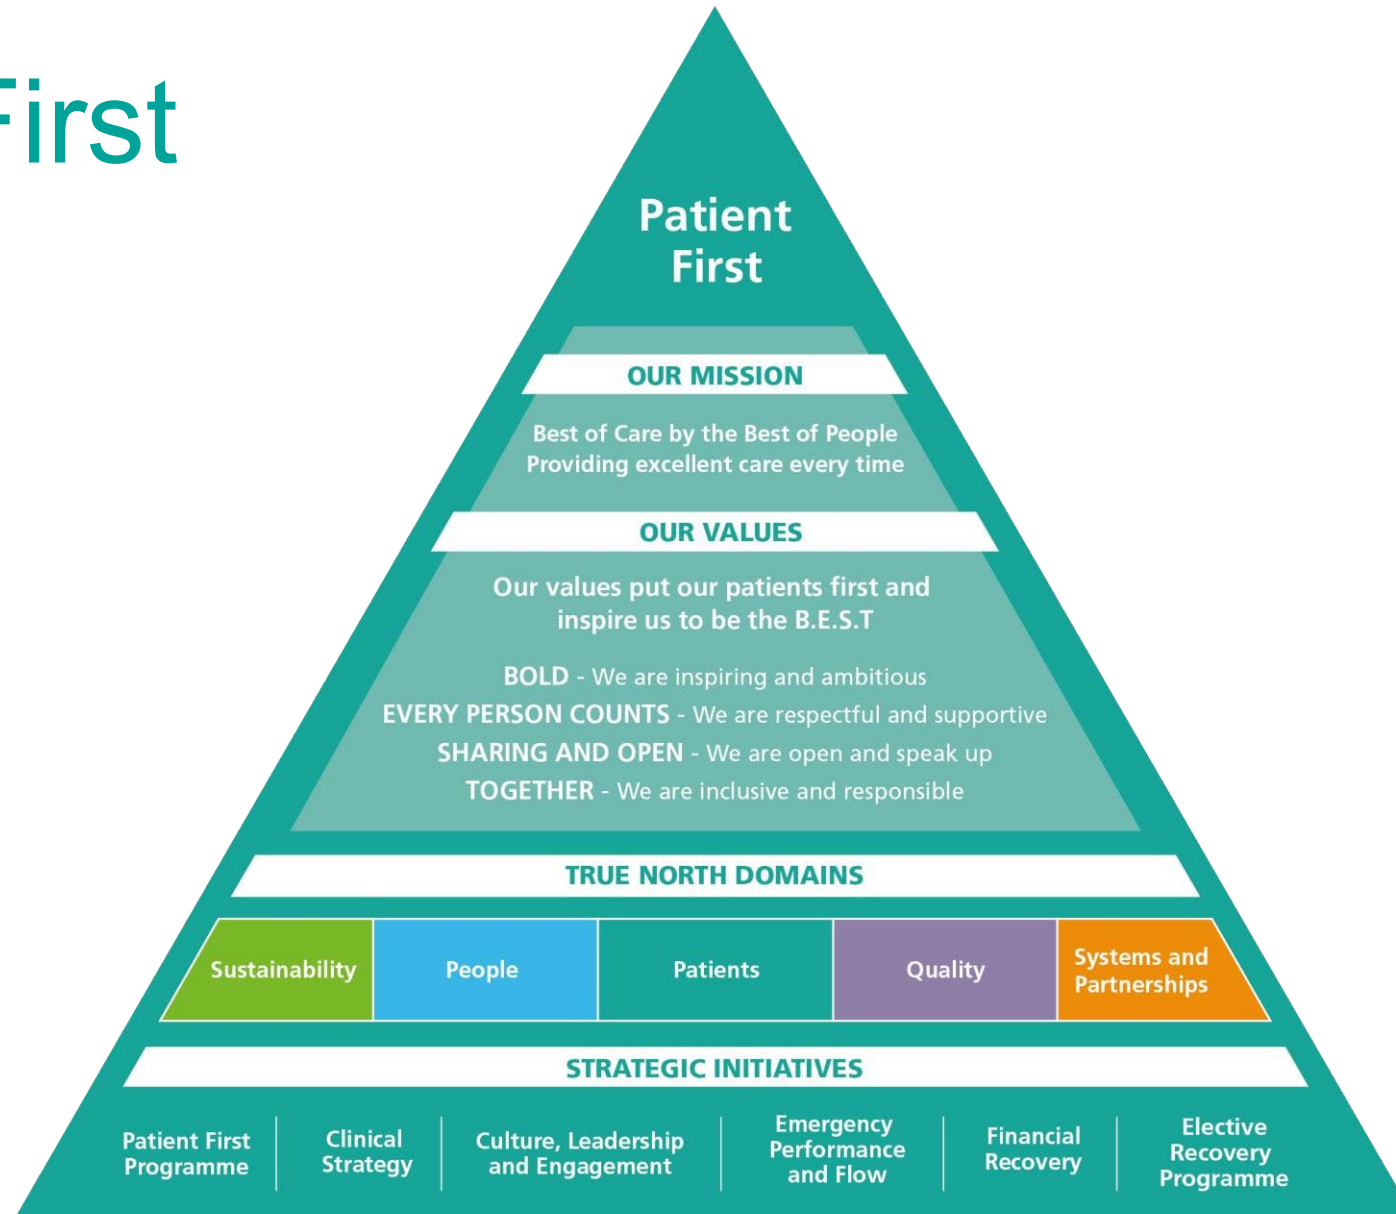 First
Patient
First
OUR MISSION
Best of Care by the Best of People
Providing excellent care every time
OUR VALUES
Our values put our patients first and
inspire us to be the B.E.S.T
BOLD - We are inspiring and ambitious
EVERY PERSON COUNTS - We are respectful and supportive
SHARING AND OPEN - We are open and speak up
TOGETHER - We are inclusive and responsible
TRUE NORTH DOMAINS
Sustainability
People
Patients
Quality
Systems and
Partnerships
STRATEGIC INITIATIVES
Patient First
Programme
Clinical
Strategy
Culture, Leadership
and Engagement
Emergency
Performance
and Flow
Financial
Recovery
Elective
Recovery
Programme